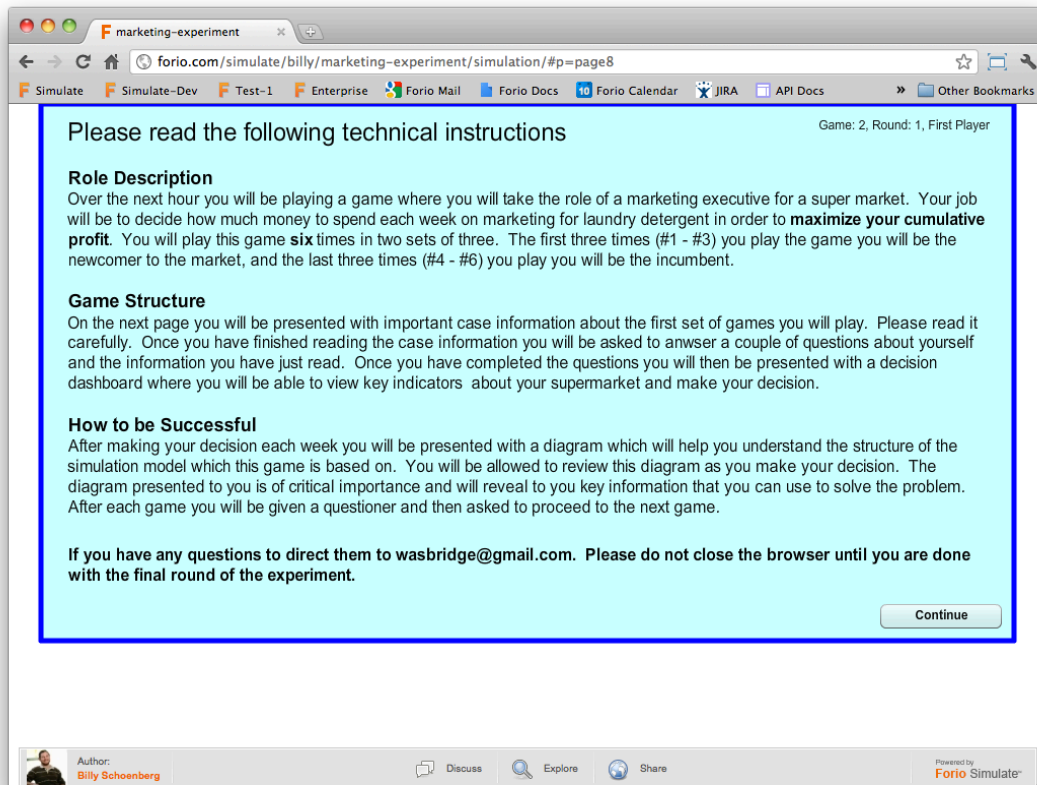 marketing-experiment
forio.com/simulate/billy/marketing-experiment/simulation/#p=page8
Simulate Simulate-Dev Test-1 Enterprise Forio Mail Forio Docs 10 Forio Calendar JIRA API Docs » Other Bookmarks
Please read the following technical instructions
Game: 2, Round: 1, First Player
Role Description
Over the next hour you will be playing a game where you will take the role of a marketing executive for a super market. Your job
will be to decide how much money to spend each week on marketing for laundry detergent in order to maximize your cumulative
profit. You will play this game six times in two sets of three. The first three times (#1 - #3) you play the game you will be the
newcomer to the market, and the last three times (#4 - #6) you play you will be the incumbent.
Game Structure
On the next page you will be presented with important case information about the first set of games you will play. Please read it
carefully. Once you have finished reading the case information you will be asked to anwser a couple of questions about yourself
and the information you have just read. Once you have completed the questions you will then be presented with a decision
dashboard where you will be able to view key indicators about your supermarket and make your decision.
How to be Successful
After making your decision each week you will be presented with a diagram which will help you understand the structure of the
simulation model which this game is based on. You will be allowed to review this diagram as you make your decision. The
diagram presented to you is of critical importance and will reveal to you key information that you can use to solve the problem.
After each game you will be given a questioner and then asked to proceed to the next game.
If you have any questions to direct them to wasbridge@gmail.com. Please do not close the browser until you are done
with the final round of the experiment.
Continue
Author:
Billy Schoenberg
Discuss Explore Share
Powered by
Forio Simulate